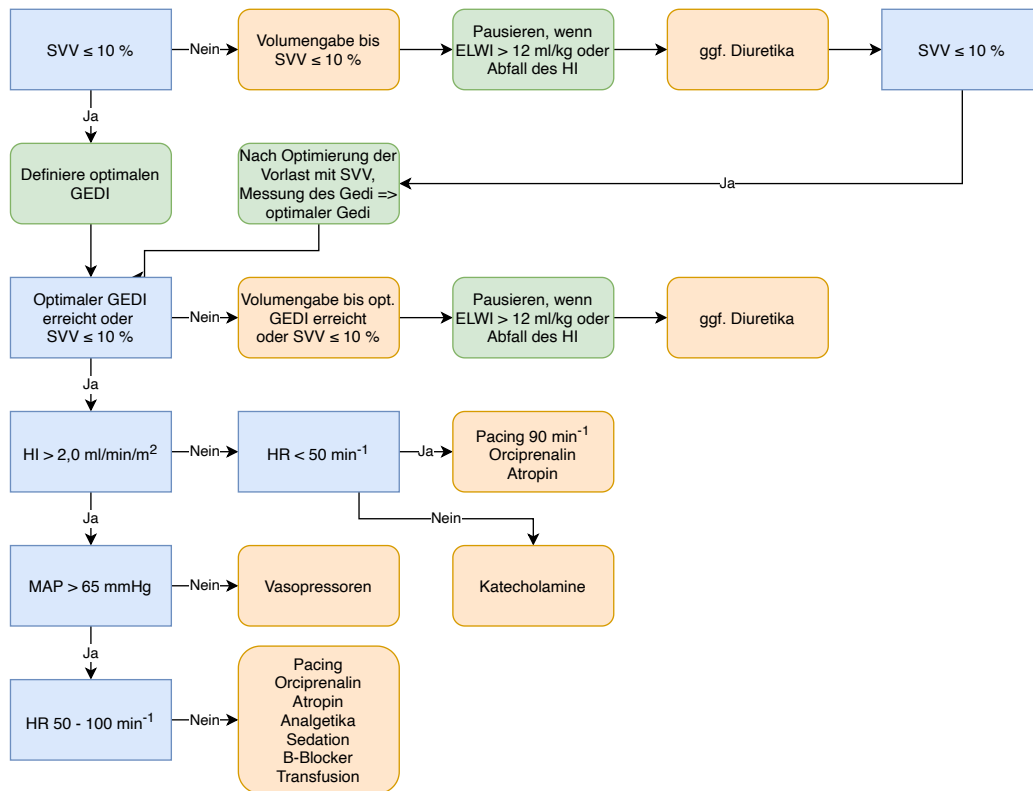 SVV ≤ 10 %
Nein
Volumengabe bis
SVV ≤ 10 %
Pausieren, wenn
ELWI > 12 ml/kg oder
Abfall des HI
ggf. Diuretika
SVV ≤ 10 %
Ja
Definiere optimalen
GEDI
Nach Optimierung der
Vorlast mit SVV,
Messung des Gedi =>
optimaler Gedi
Ja
Optimaler GEDI
erreicht oder
SVV ≤ 10 %
Nein
Volumengabe bis opt.
GEDI erreicht
oder SVV ≤ 10 %
Pausieren, wenn
ELWI > 12 ml/kg oder
Abfall des HI
ggf. Diuretika
Ja
HI > 2,0 ml/min/m²
Nein
HR < 50 min⁻¹
Ja
Pacing 90 min⁻¹
Orciprenalin
Atropin
Ja
Nein
MAP > 65 mmHg
Nein
Vasopressoren
Katecholamine
Ja
HR 50 - 100 min⁻¹
Nein
Pacing
Orciprenalin
Atropin
Analgetika
Sedation
B-Blocker
Transfusion